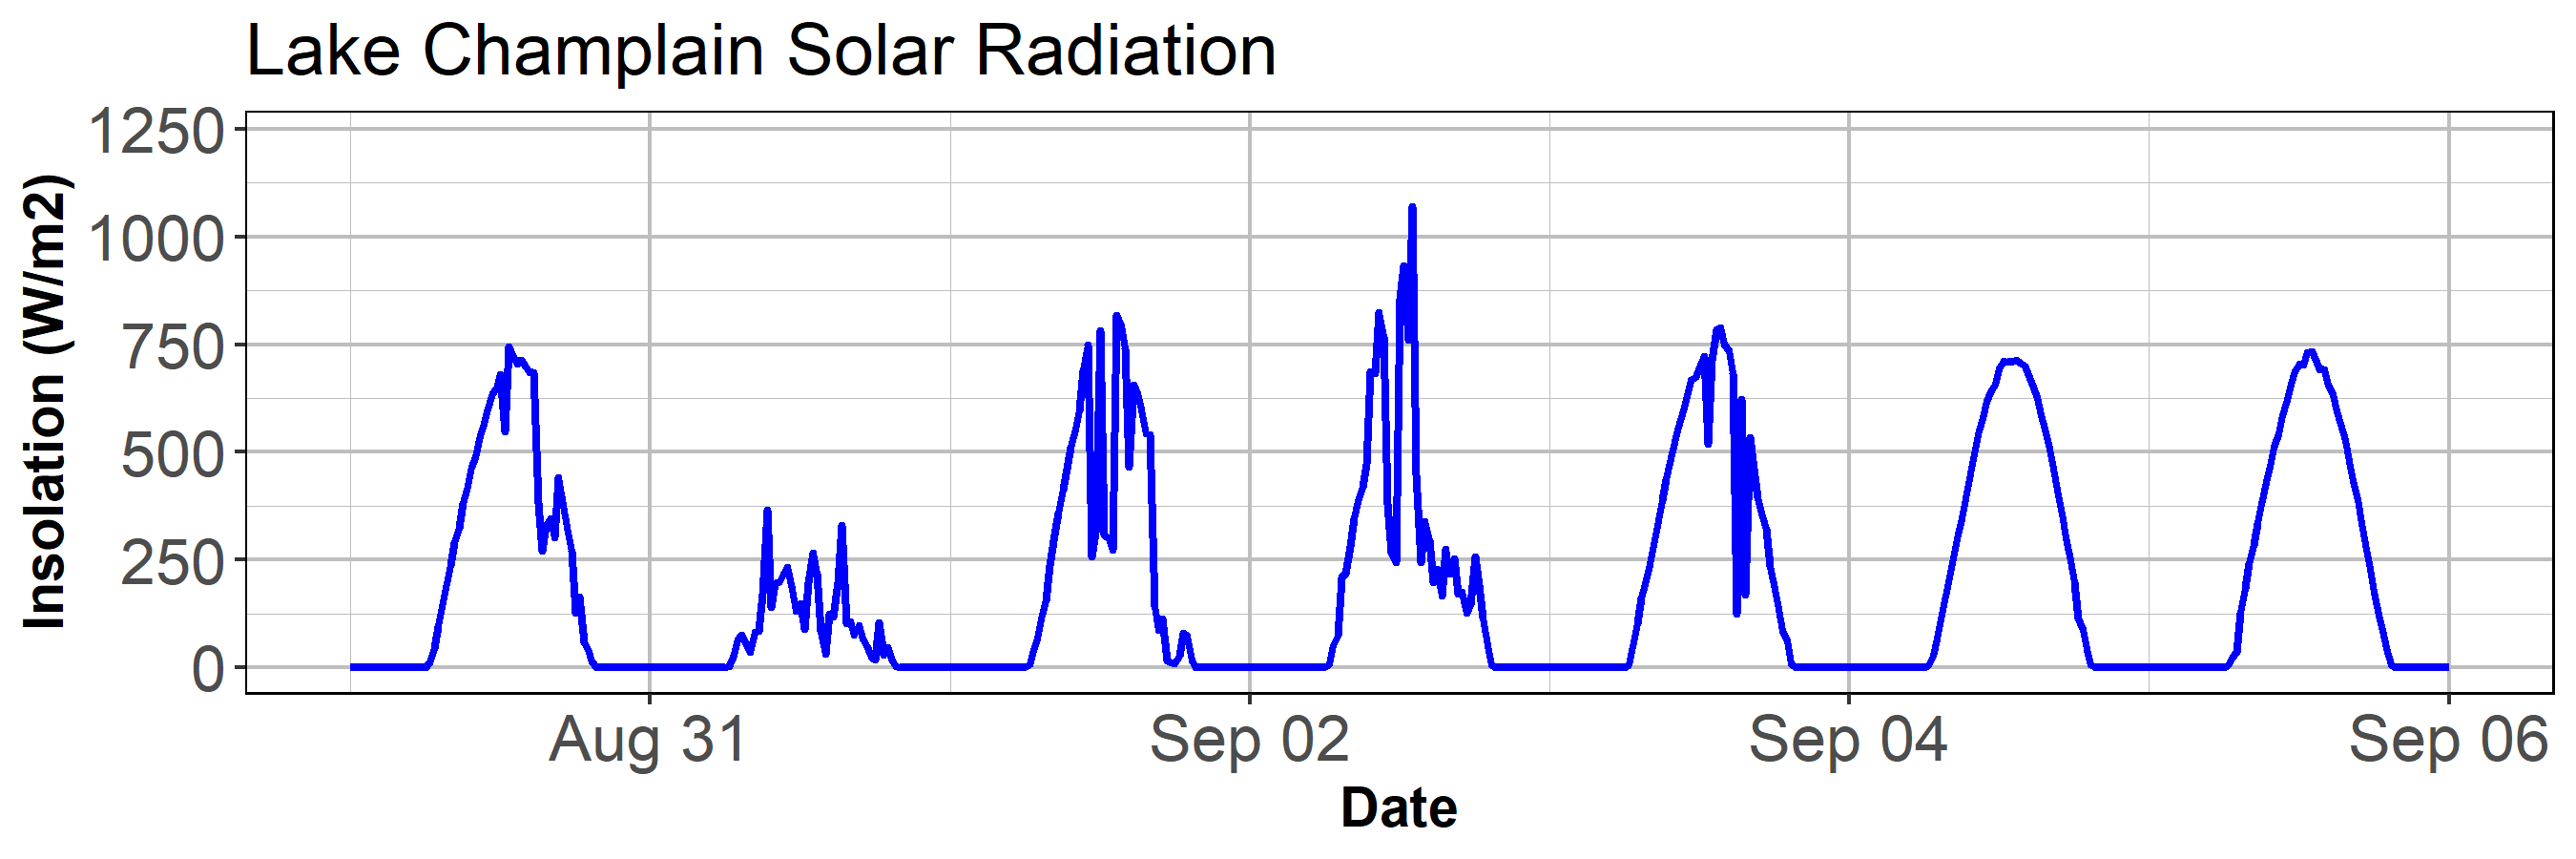 Lake Champlain Solar Radiation
Insolation (W/m2)
1250
1000
750
500
250
0
Aug 31 Sep 02 Sep 04 Sep 06
Date